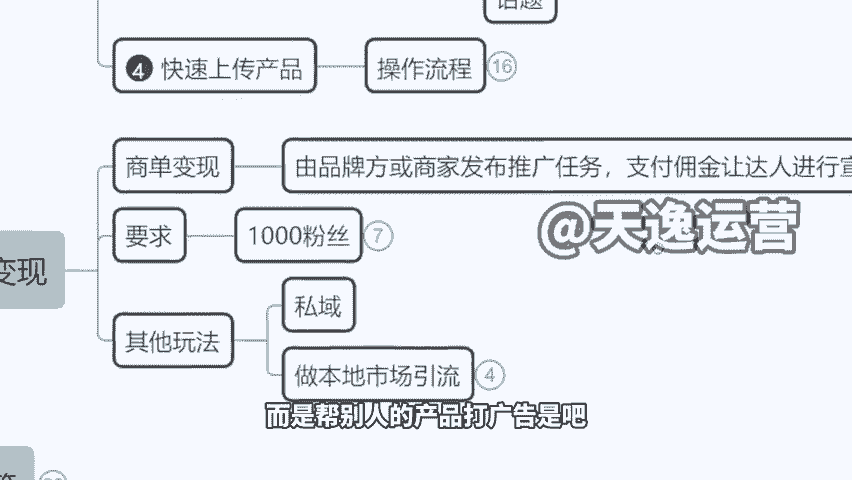 话题
4 快速上传产品 操作流程 16
商单变现 由品牌方或商家发布推广任务，支付佣金让达人进行宣
@天逸运营
要求 1000粉丝 7
变现
私域
其他玩法
做本地市场引流 4
而是帮别人的产品打广告是吧